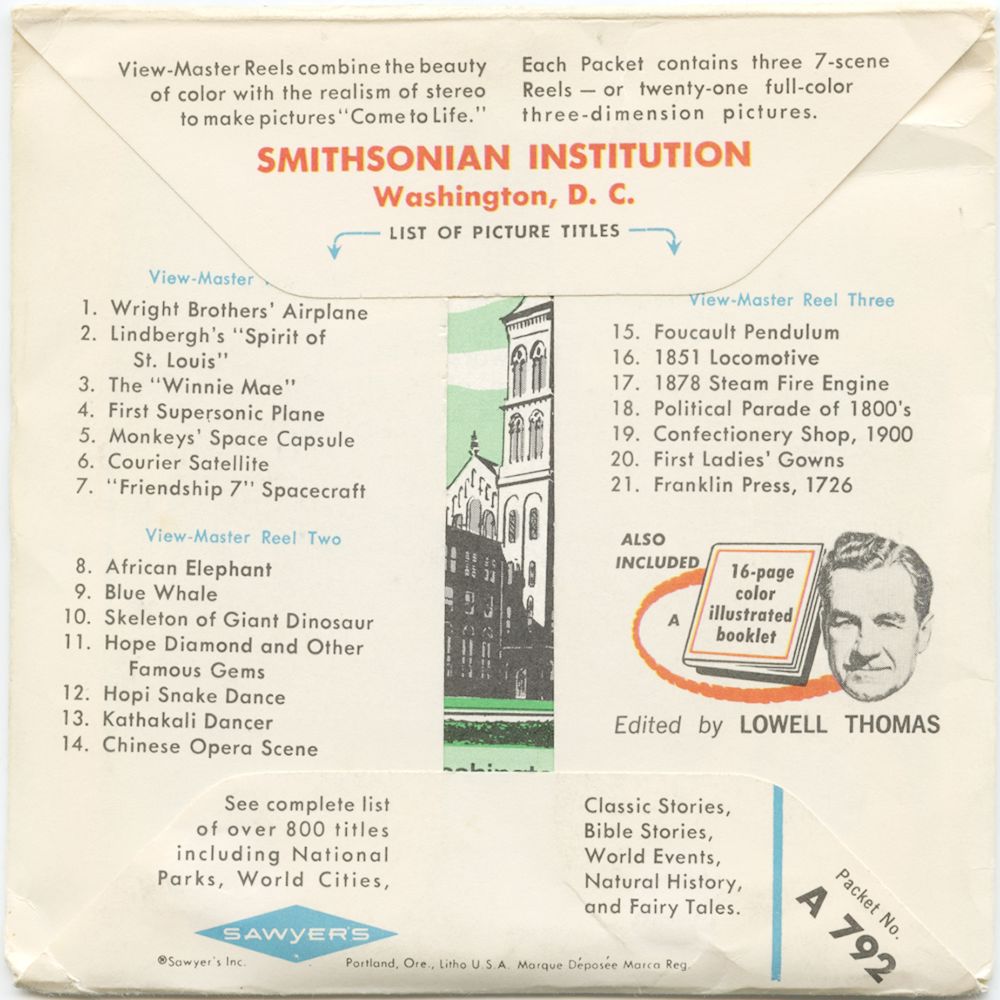 View-Master Reels combine the beauty
of color with the realism of stereo
to make pictures "Come to Life."
Each Packet contains three 7-scene
Reels — or twenty-one full-color
three-dimension pictures.
SMITHSONIAN INSTITUTION
Washington, D. C.
LIST OF PICTURE TITLES
View-Master
1. Wright Brothers' Airplane
2. Lindbergh's "Spirit of
St. Louis"
3. The "Winnie Mae"
4. First Supersonic Plane
5. Monkeys' Space Capsule
6. Courier Satellite
7. "Friendship 7" Spacecraft
View-Master Reel Two
8. African Elephant
9. Blue Whale
10. Skeleton of Giant Dinosaur
11. Hope Diamond and Other
Famous Gems
12. Hopi Snake Dance
13. Kathakali Dancer
14. Chinese Opera Scene
View-Master Reel Three
15. Foucault Pendulum
16. 1851 Locomotive
17. 1878 Steam Fire Engine
18. Political Parade of 1800's
19. Confectionery Shop, 1900
20. First Ladies' Gowns
21. Franklin Press, 1726
ALSO
INCLUDED
A
16-page
color
illustrated
booklet
Edited by LOWELL THOMAS
See complete list
of over 800 titles
including National
Parks, World Cities,
Classic Stories,
Bible Stories,
World Events,
Natural History,
and Fairy Tales.
SAWYER'S
®Sawyer's Inc. Portland, Ore., Litho U.S.A. Marque Déposée Marca Reg.
Packet No.
A 792